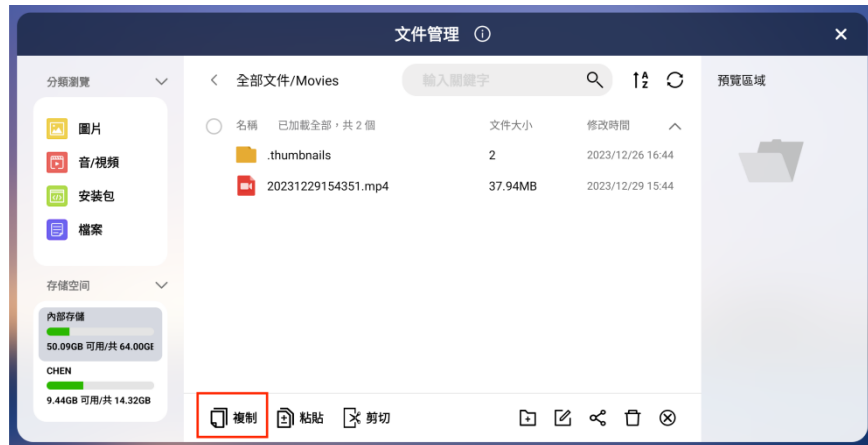 文件管理
分類瀏覽
全部文件/Movies
輸入關鍵字
預覽區域
名稱 已加載全部，共 2 個 文件大小 修改時間
圖片
音/視頻
安装包
檔案
.thumbnails 2 2023/12/26 16:44
20231229154351.mp4 37.94MB 2023/12/29 15:44
存储空间
內部存儲
50.09GB 可用/共 64.00GB
CHEN
9.44GB 可用/共 14.32GB
複制 粘貼 剪切